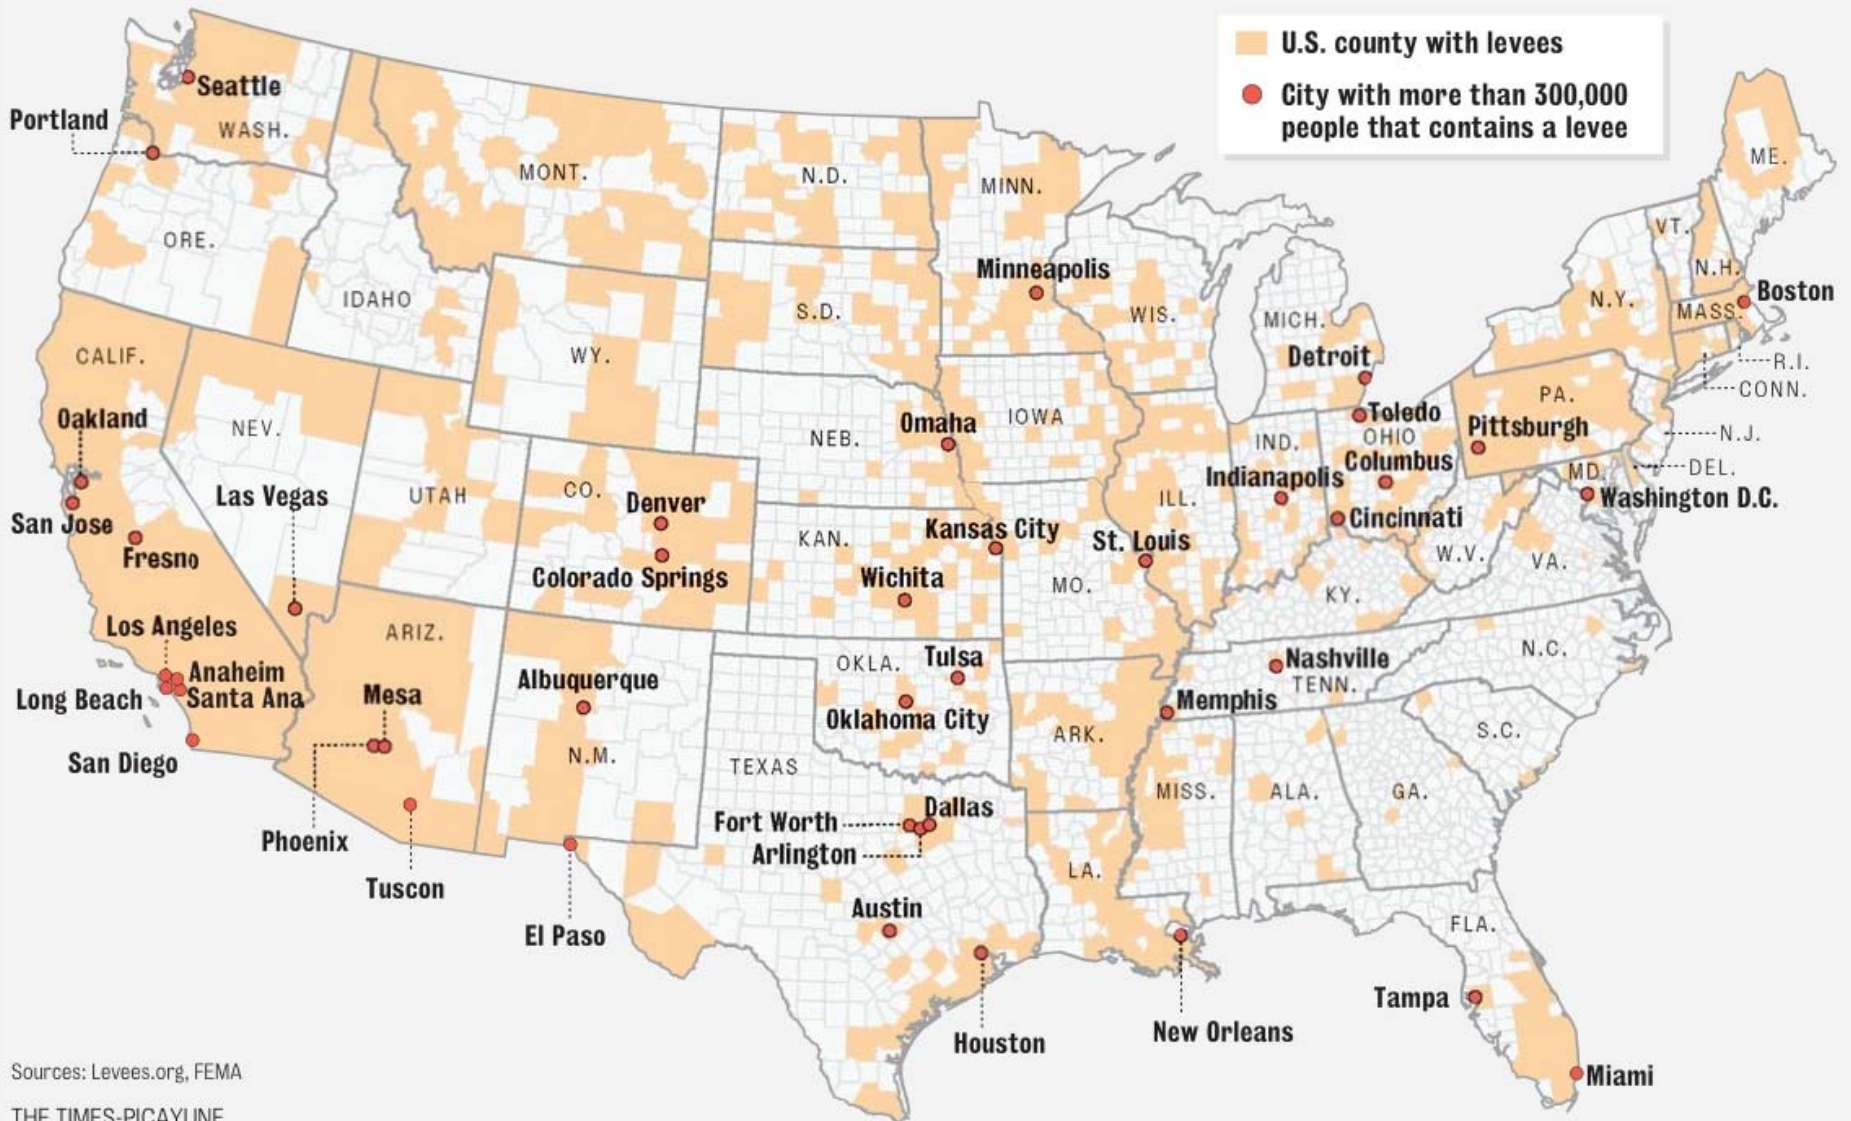 U.S. county with levees
City with more than 300,000
people that contains a levee
Seattle
Portland
WASH.
MONT.
N.D.
MINN.
ME.
ORE.
VT.
IDAHO
Minneapolis
N.H.
S.D.
WIS.
MICH.
N.Y.
Boston
MASS.
CALIF.
WY.
Detroit
R.I.
CONN.
Oakland
NEV.
NEB.
Omaha
IOWA
Toledo
OHIO
PA.
Pittsburgh
N.J.
IND.
Columbus
MD.
DEL.
Indianapolis
Las Vegas
UTAH
CO.
Denver
ILL.
Washington D.C.
San Jose
Fresno
KAN.
Kansas City
St. Louis
Cincinnati
W.V.
VA.
Colorado Springs
Wichita
MO.
KY.
Los Angeles
ARIZ.
Anaheim
Santa Ana
Long Beach
Mesa
Albuquerque
OKLA.
Tulsa
Nashville
TENN.
N.C.
Oklahoma City
Memphis
San Diego
N.M.
TEXAS
ARK.
S.C.
MISS.
ALA.
GA.
Phoenix
Fort Worth
Dallas
Arlington
Tuscon
LA.
El Paso
Austin
FLA.
Tampa
Houston
New Orleans
Miami
Sources: Levees.org, FEMA
THE TIMES-PICAYUNE